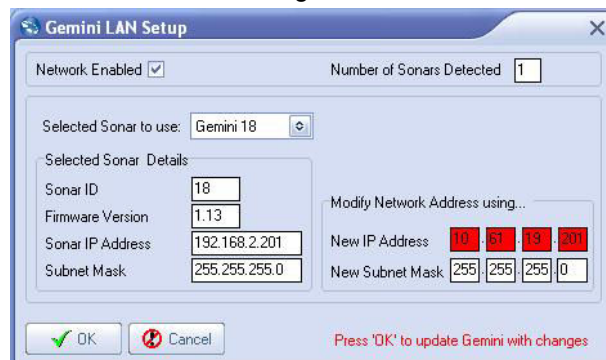 Gemini LAN Setup
Network Enabled
Number of Sonars Detected 1
Selected Sonar to use: Gemini 18
Selected Sonar Details
Sonar ID 18
Firmware Version 1.13
Sonar IP Address 192.168.2.201
Subnet Mask 255.255.255.0
Modify Network Address using...
New IP Address 10 . 61 . 19 . 201
New Subnet Mask 255 . 255 . 255 . 0
OK
Cancel
Press 'OK' to update Gemini with changes